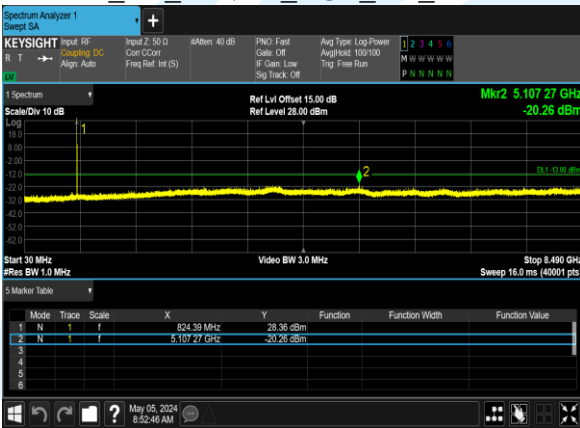 Spectrum Analyzer 1
Swept SA
+
KEYSIGHT Input: RF Input Z: 50 Ω #Atten: 40 dB PNO: Fast Avg Type: Log-Power 1 2 3 4 5 6
R T Coupling: DC Corr CCorr Gate: Off Avg|Hold: 100/100 M W W W W W
Align: Auto Freq Ref: Int (S) IF Gain: Low Trig: Free Run P N N N N N
LV Sig Track: Off
1 Spectrum Ref Lvl Offset 15.00 dB Mkr2 5.107 27 GHz
Scale/Div 10 dB Ref Level 28.00 dBm -20.26 dBm
Log
18.0
8.00
-2.00
-12.0
-22.0
-32.0
-42.0
-52.0
-62.0
1
2
DL1 -13.00 dBm
Start 30 MHz Video BW 3.0 MHz Stop 8.490 GHz
#Res BW 1.0 MHz Sweep 16.0 ms (40001 pts
5 Marker Table
Mode Trace Scale X Y Function Function Width Function Value
1 N 1 f 824.39 MHz 28.36 dBm
2 N 1 f 5.107 27 GHz -20.26 dBm
3
4
5
6
? May 05, 2024
8:52:46 AM